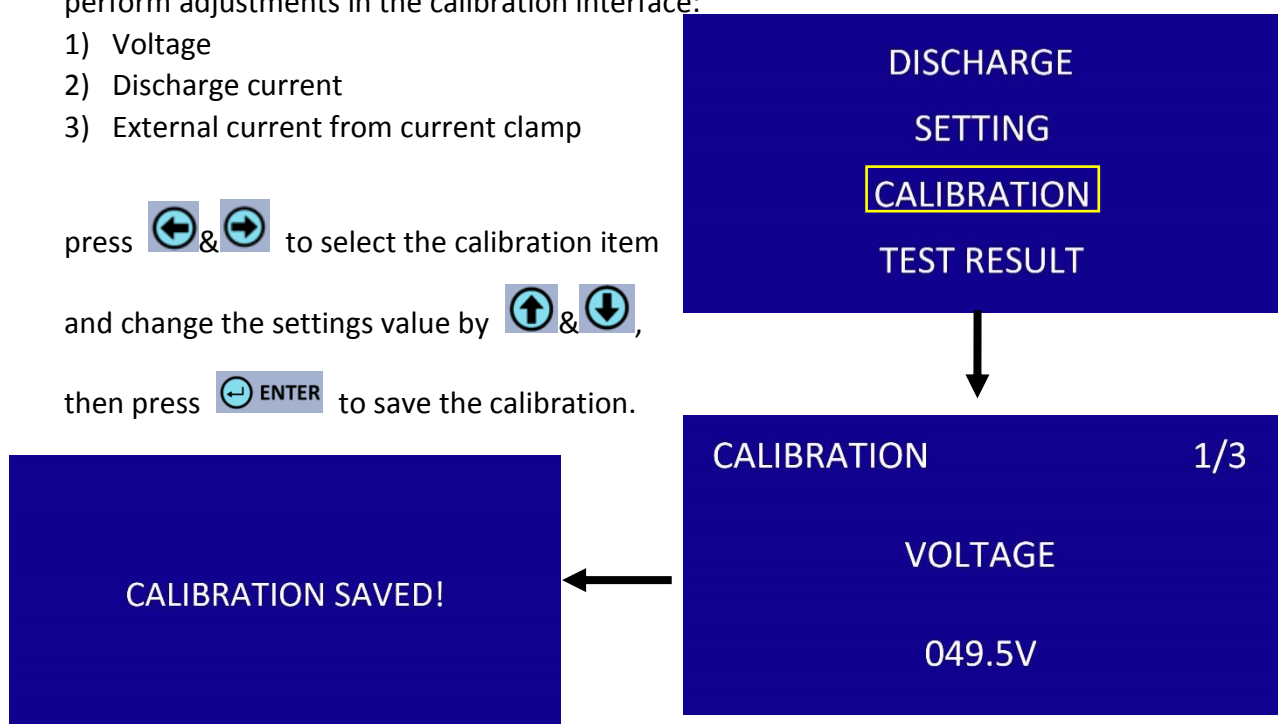 perform adjustments in the calibration interface:
1) Voltage
2) Discharge current
3) External current from current clamp
press & to select the calibration item
and change the settings value by & ,
then press ENTER to save the calibration.
DISCHARGE
SETTING
CALIBRATION
TEST RESULT
CALIBRATION 1/3
VOLTAGE
049.5V
CALIBRATION SAVED!